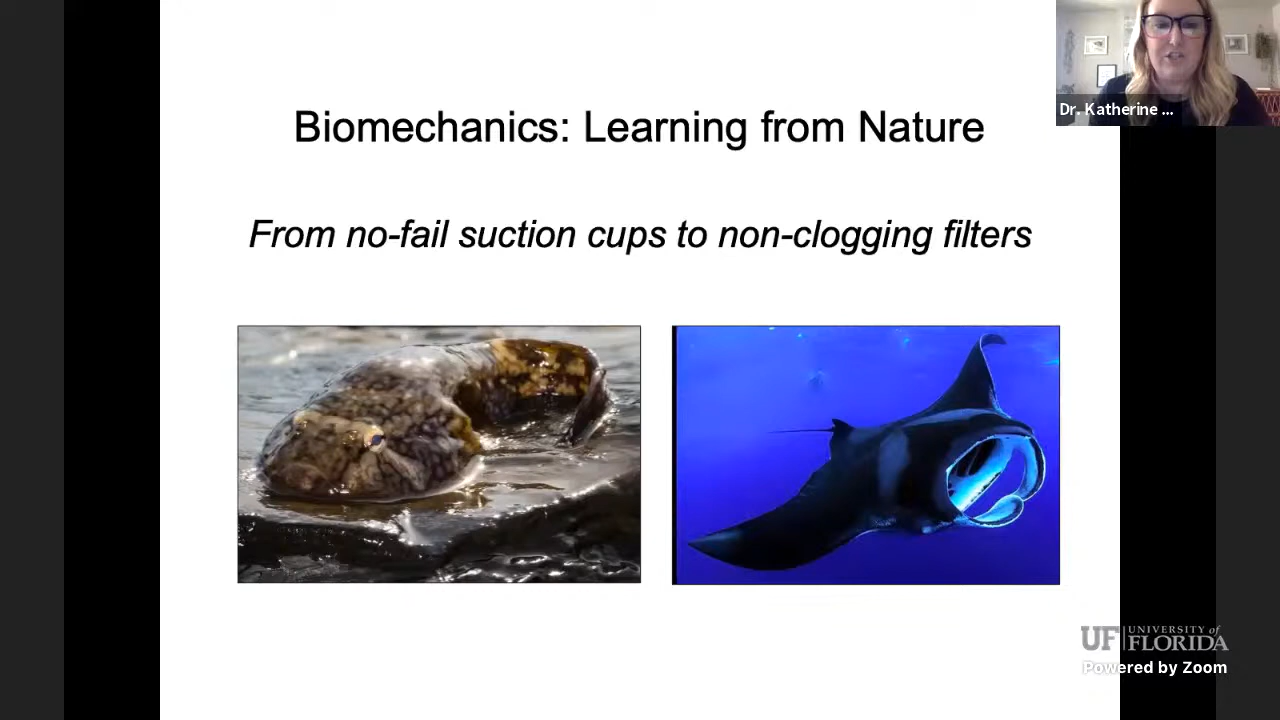 Biomechanics: Learning from Nature
Dr. Katherine ...
From no-fail suction cups to non-clogging filters
UF UNIVERSITY of
FLORIDA
Powered by Zoom